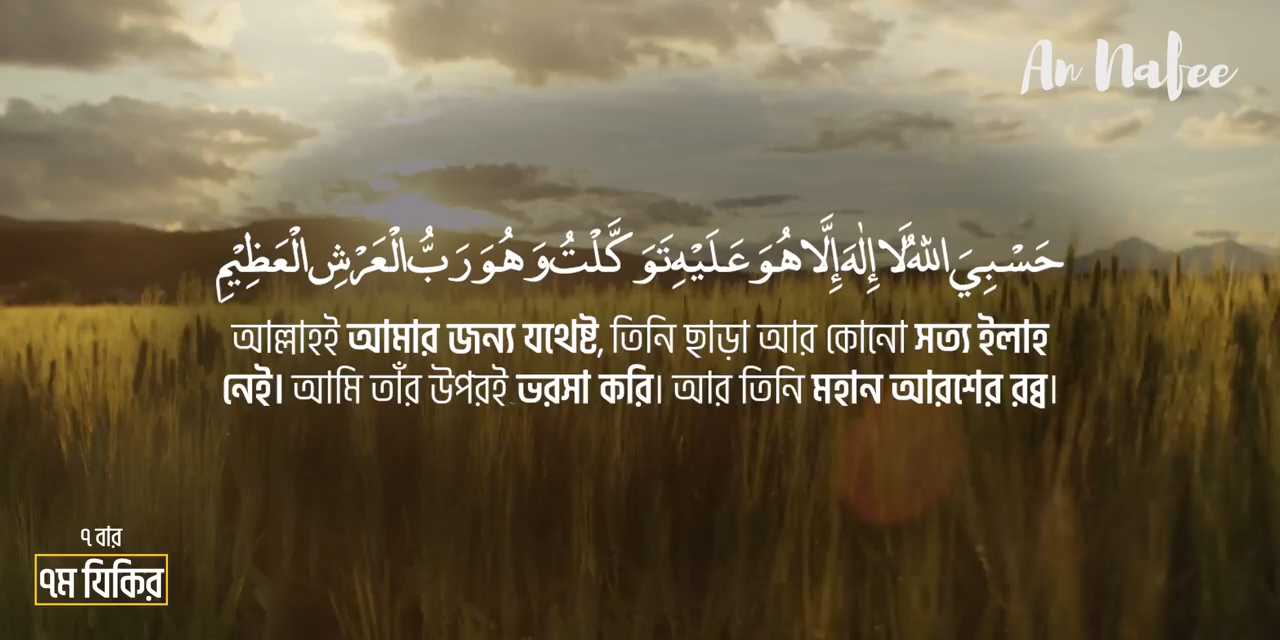 An Nafee
حَسْبِيَ اللّٰهُ لَا إِلٰهَ إِلَّا هُوَ عَلَيْهِ تَوَكَّلْتُ وَهُوَ رَبُّ الْعَرْشِ الْعَظِيْمِ
আল্লাহই আমার জন্য যথেষ্ট, তিনি ছাড়া আর কোনো সত্য ইলাহ
নেই। আমি তাঁর উপরই ভরসা করি। আর তিনি মহান আরশের রব্ব।
৭ বার
৭ম যিকির